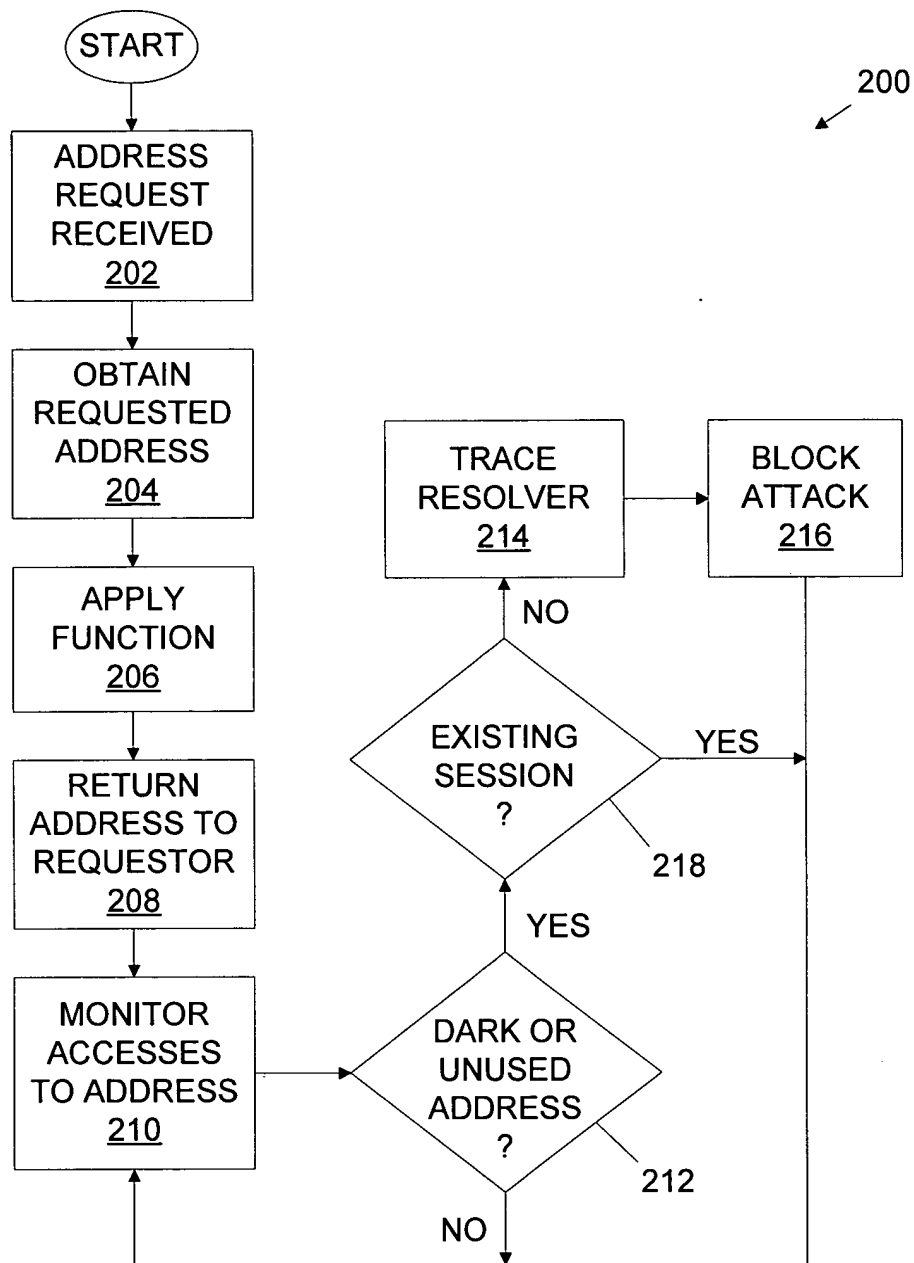 START
200
ADDRESS
REQUEST
RECEIVED
202
OBTAIN
REQUESTED
ADDRESS
204
TRACE
RESOLVER
214
BLOCK
ATTACK
216
APPLY
FUNCTION
206
NO
EXISTING
SESSION
?
YES
218
RETURN
ADDRESS TO
REQUESTOR
208
YES
MONITOR
ACCESSES
TO ADDRESS
210
DARK OR
UNUSED
ADDRESS
?
212
NO